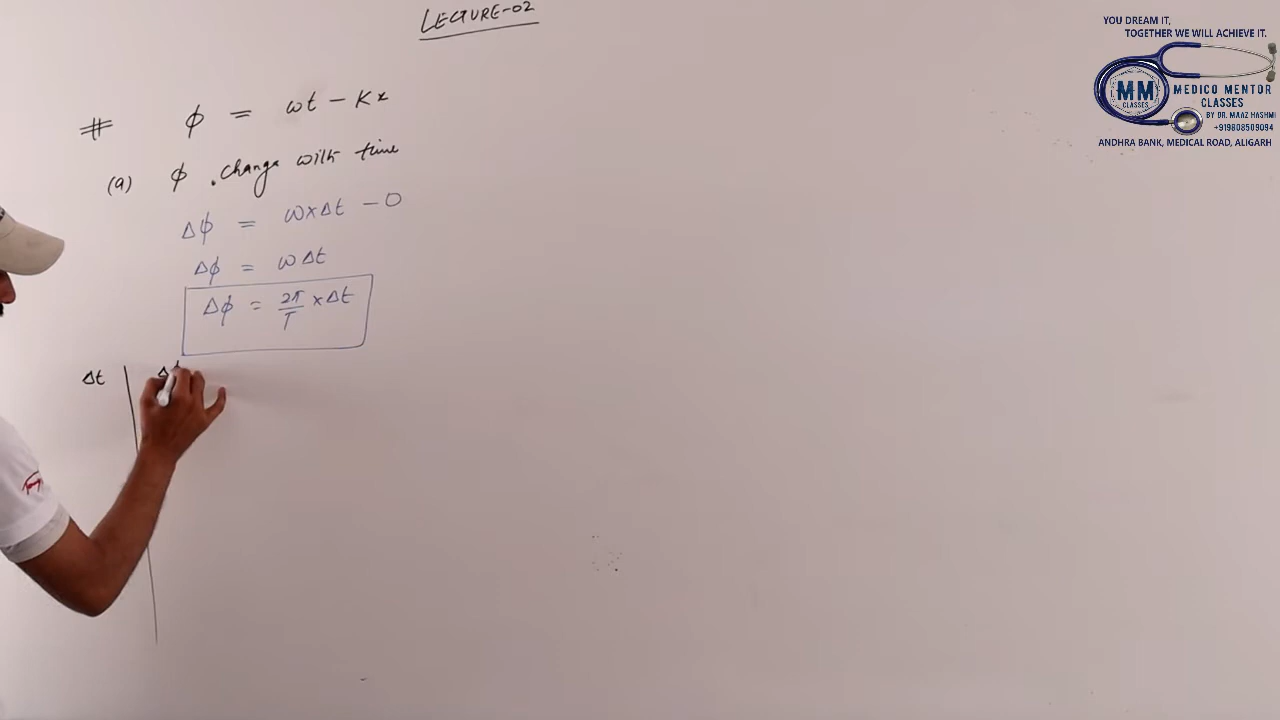 LECTURE-02
# ϕ = ωt - Kx
(a) ϕ change with time
Δϕ = ω×Δt - 0
Δϕ = ωΔt
Δϕ = 2π/T × Δt
Δt Δϕ
YOU DREAM IT,
TOGETHER WE WILL ACHIEVE IT.
MM
CLASSES
MEDICO MENTOR
CLASSES
BY DR. MAAZ HASHMI
+919808509094
ANDHRA BANK, MEDICAL ROAD, ALIGARH